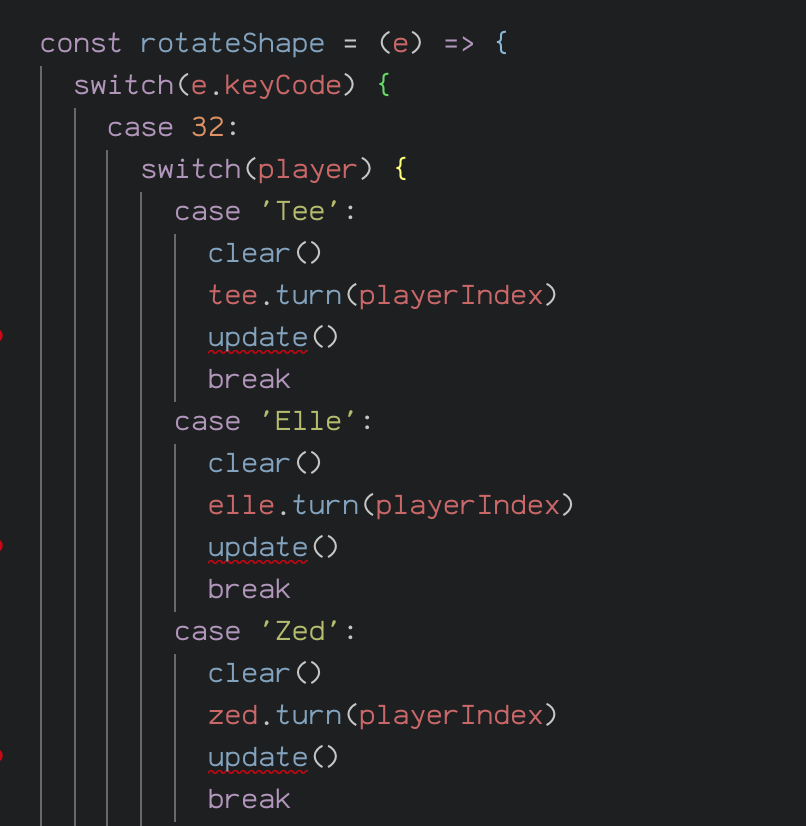 const rotateShape = (e) => {
switch(e.keyCode) {
case 32:
switch(player) {
case 'Tee':
clear()
tee.turn(playerIndex)
update()
break
case 'Elle':
clear()
elle.turn(playerIndex)
update()
break
case 'Zed':
clear()
zed.turn(playerIndex)
update()
break